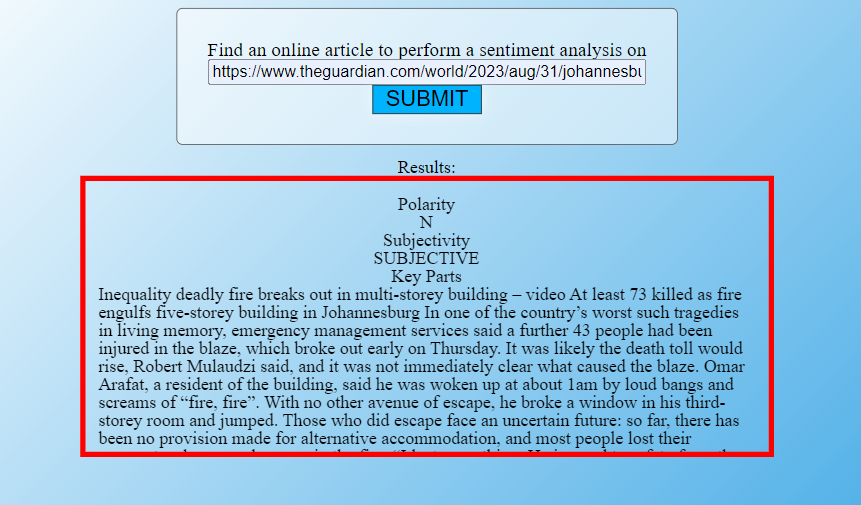 Find an online article to perform a sentiment analysis on
https://www.theguardian.com/world/2023/aug/31/johannesbu
SUBMIT
Results:
Polarity
N
Subjectivity
SUBJECTIVE
Key Parts
Inequality deadly fire breaks out in multi-storey building – video At least 73 killed as fire
engulfs five-storey building in Johannesburg In one of the country’s worst such tragedies
in living memory, emergency management services said a further 43 people had been
injured in the blaze, which broke out early on Thursday. It was likely the death toll would
rise, Robert Mulaudzi said, and it was not immediately clear what caused the blaze. Omar
Arafat, a resident of the building, said he was woken up at about 1am by loud bangs and
screams of “fire, fire”. With no other avenue of escape, he broke a window in his third-
storey room and jumped. Those who did escape face an uncertain future: so far, there has
been no provision made for alternative accommodation, and most people lost their